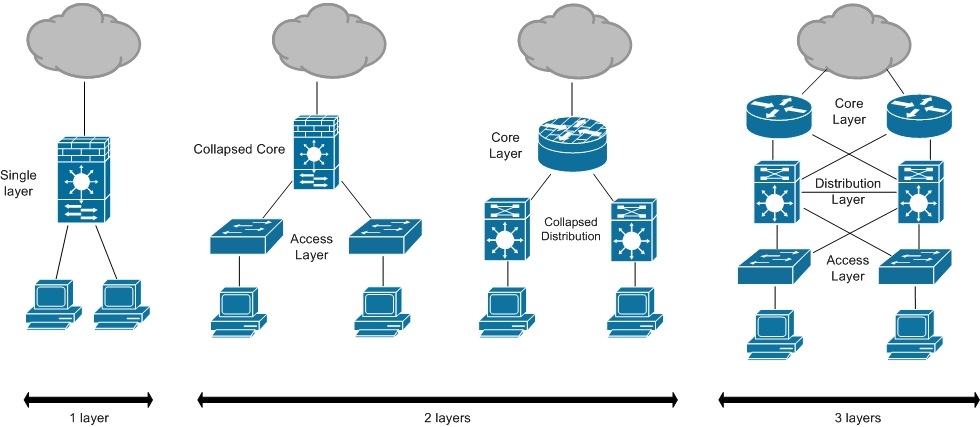 Single
layer
Collapsed Core
Access
Layer
Core
Layer
Collapsed
Distribution
Core
Layer
Distribution
Layer
Access
Layer
1 layer
2 layers
3 layers